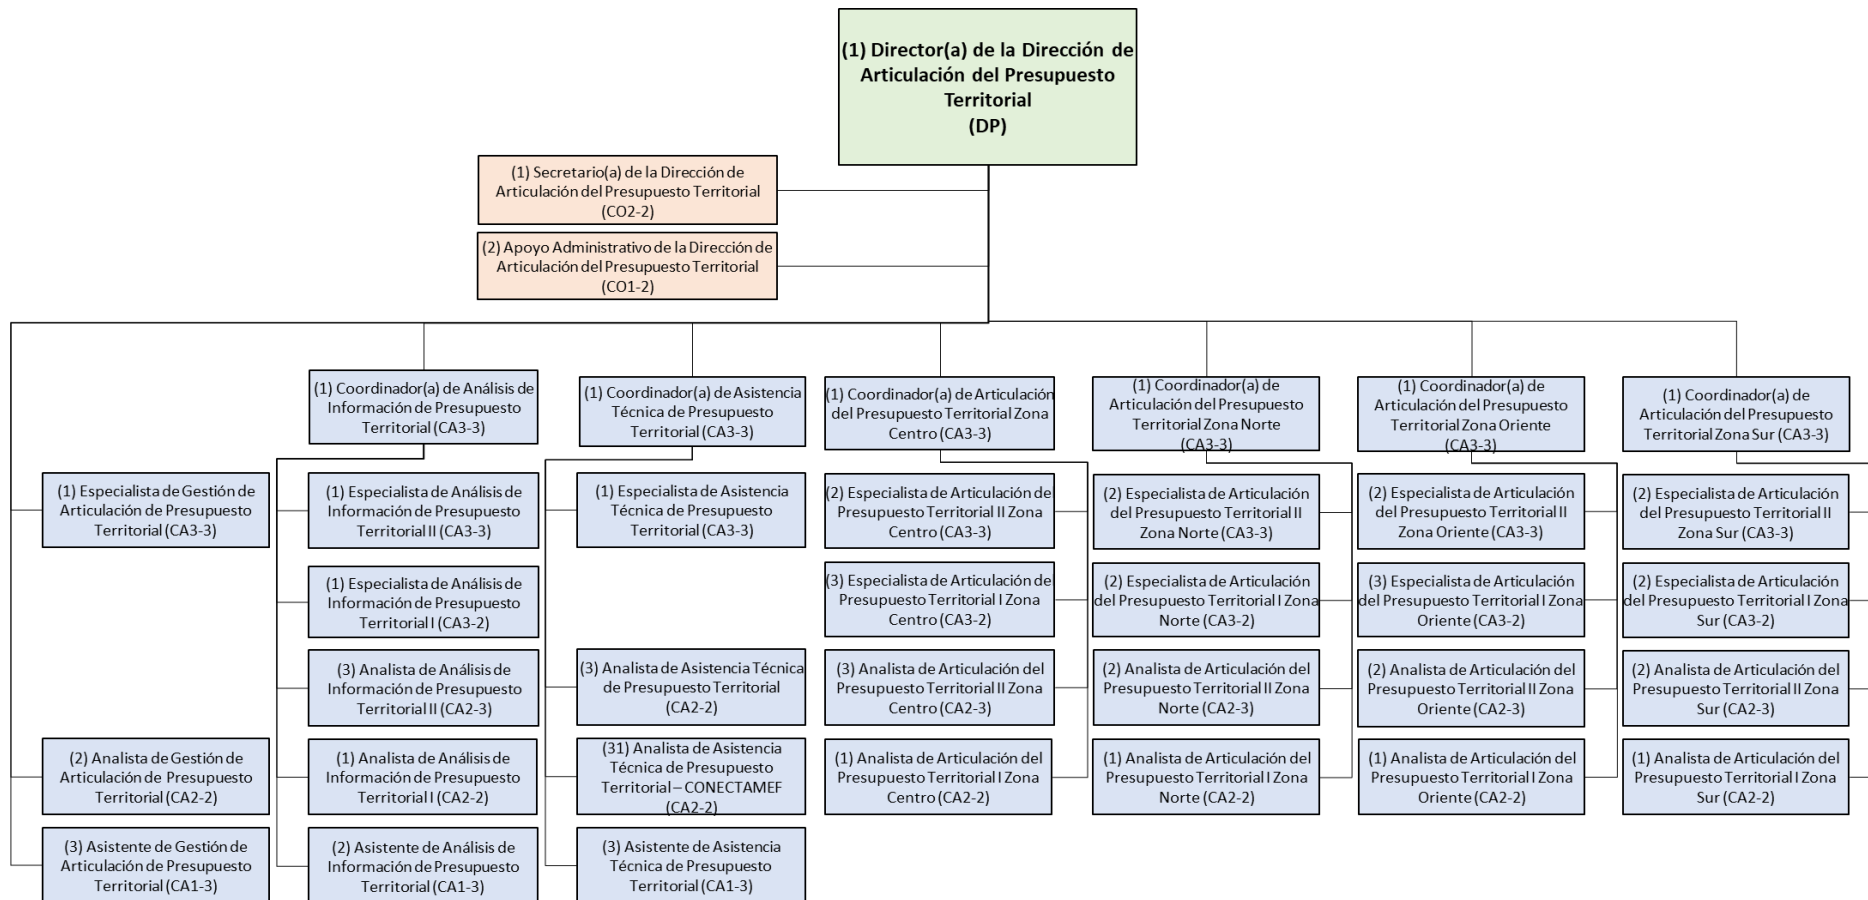 (1) Director(a) de la Dirección de
Articulación del Presupuesto
Territorial
(DP)
(1) Secretario(a) de la Dirección de
Articulación del Presupuesto Territorial
(CO2-2)
(2) Apoyo Administrativo de la Dirección de
Articulación del Presupuesto Territorial
(CO1-2)
(1) Coordinador(a) de Análisis de
Información de Presupuesto
Territorial (CA3-3)
(1) Coordinador(a) de Asistencia
Técnica de Presupuesto
Territorial (CA3-3)
(1) Coordinador(a) de Articulación
del Presupuesto Territorial Zona
Centro (CA3-3)
(1) Coordinador(a) de
Articulación del Presupuesto
Territorial Zona Norte
(CA3-3)
(1) Coordinador(a) de
Articulación del Presupuesto
Territorial Zona Oriente
(CA3-3)
(1) Coordinador(a) de
Articulación del Presupuesto
Territorial Zona Sur (CA3-3)
(1) Especialista de Gestión de
Articulación de Presupuesto
Territorial (CA3-3)
(1) Especialista de Análisis de
Información de Presupuesto
Territorial II (CA3-3)
(1) Especialista de Asistencia
Técnica de Presupuesto
Territorial (CA3-3)
(2) Especialista de Articulación del
Presupuesto Territorial II Zona
Centro (CA3-3)
(2) Especialista de Articulación
del Presupuesto Territorial II
Zona Norte (CA3-3)
(2) Especialista de Articulación
del Presupuesto Territorial II
Zona Oriente (CA3-3)
(2) Especialista de Articulación
del Presupuesto Territorial II
Zona Sur (CA3-3)
(1) Especialista de Análisis de
Información de Presupuesto
Territorial I (CA3-2)
(3) Especialista de Articulación del
Presupuesto Territorial I Zona
Centro (CA3-2)
(2) Especialista de Articulación
del Presupuesto Territorial I Zona
Norte (CA3-2)
(3) Especialista de Articulación
del Presupuesto Territorial I Zona
Oriente (CA3-2)
(2) Especialista de Articulación
del Presupuesto Territorial I Zona
Sur (CA3-2)
(3) Analista de Análisis de
Información de Presupuesto
Territorial II (CA2-3)
(3) Analista de Asistencia Técnica
de Presupuesto Territorial
(CA2-2)
(3) Analista de Articulación del
Presupuesto Territorial II Zona
Centro (CA2-3)
(2) Analista de Articulación del
Presupuesto Territorial II Zona
Norte (CA2-3)
(2) Analista de Articulación del
Presupuesto Territorial II Zona
Oriente (CA2-3)
(2) Analista de Articulación del
Presupuesto Territorial II Zona
Sur (CA2-3)
(2) Analista de Gestión de
Articulación de Presupuesto
Territorial (CA2-2)
(1) Analista de Análisis de
Información de Presupuesto
Territorial I (CA2-2)
(31) Analista de Asistencia
Técnica de Presupuesto
Territorial – CONECTAMEF
(CA2-2)
(1) Analista de Articulación del
Presupuesto Territorial I Zona
Centro (CA2-2)
(1) Analista de Articulación del
Presupuesto Territorial I Zona
Norte (CA2-2)
(1) Analista de Articulación del
Presupuesto Territorial I Zona
Oriente (CA2-2)
(1) Analista de Articulación del
Presupuesto Territorial I Zona
Sur (CA2-2)
(3) Asistente de Gestión de
Articulación de Presupuesto
Territorial (CA1-3)
(2) Asistente de Análisis de
Información de Presupuesto
Territorial (CA1-3)
(3) Asistente de Asistencia
Técnica de Presupuesto
Territorial (CA1-3)